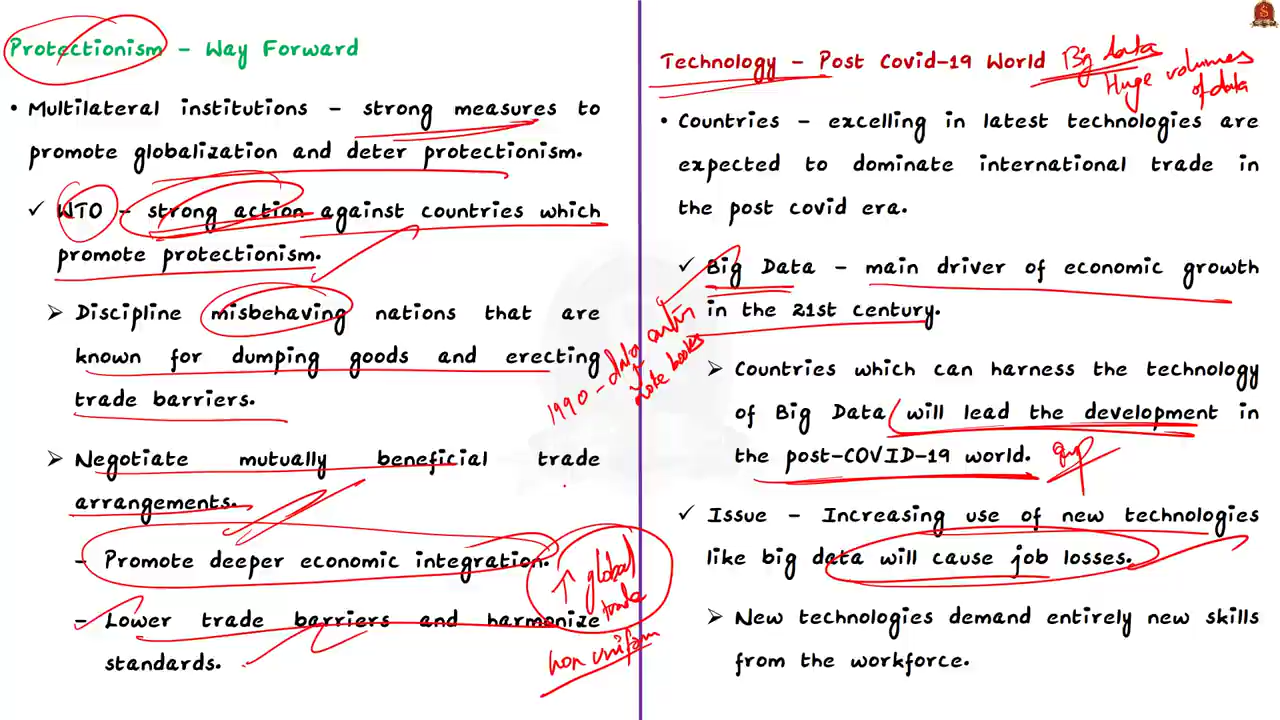 Protectionism - Way Forward
• Multilateral institutions - strong measures to
promote globalization and deter protectionism.
✓ WTO - strong action against countries which
promote protectionism.
➢ Discipline misbehaving nations that are
known for dumping goods and erecting
trade barriers.
➢ Negotiate mutually beneficial trade
arrangements.
- Promote deeper economic integration.
- Lower trade barriers and harmonize
standards.
↑ global
trade
non uniform
Technology - Post Covid-19 World
Big data
Huge volumes
of data
• Countries - excelling in latest technologies are
expected to dominate international trade in
the post covid era.
✓ Big Data - main driver of economic growth
in the 21st century.
1990 - data
note books
➢ Countries which can harness the technology
of Big Data will lead the development in
the post-COVID-19 world.
✓ Issue - Increasing use of new technologies
like big data will cause job losses.
➢ New technologies demand entirely new skills
from the workforce.